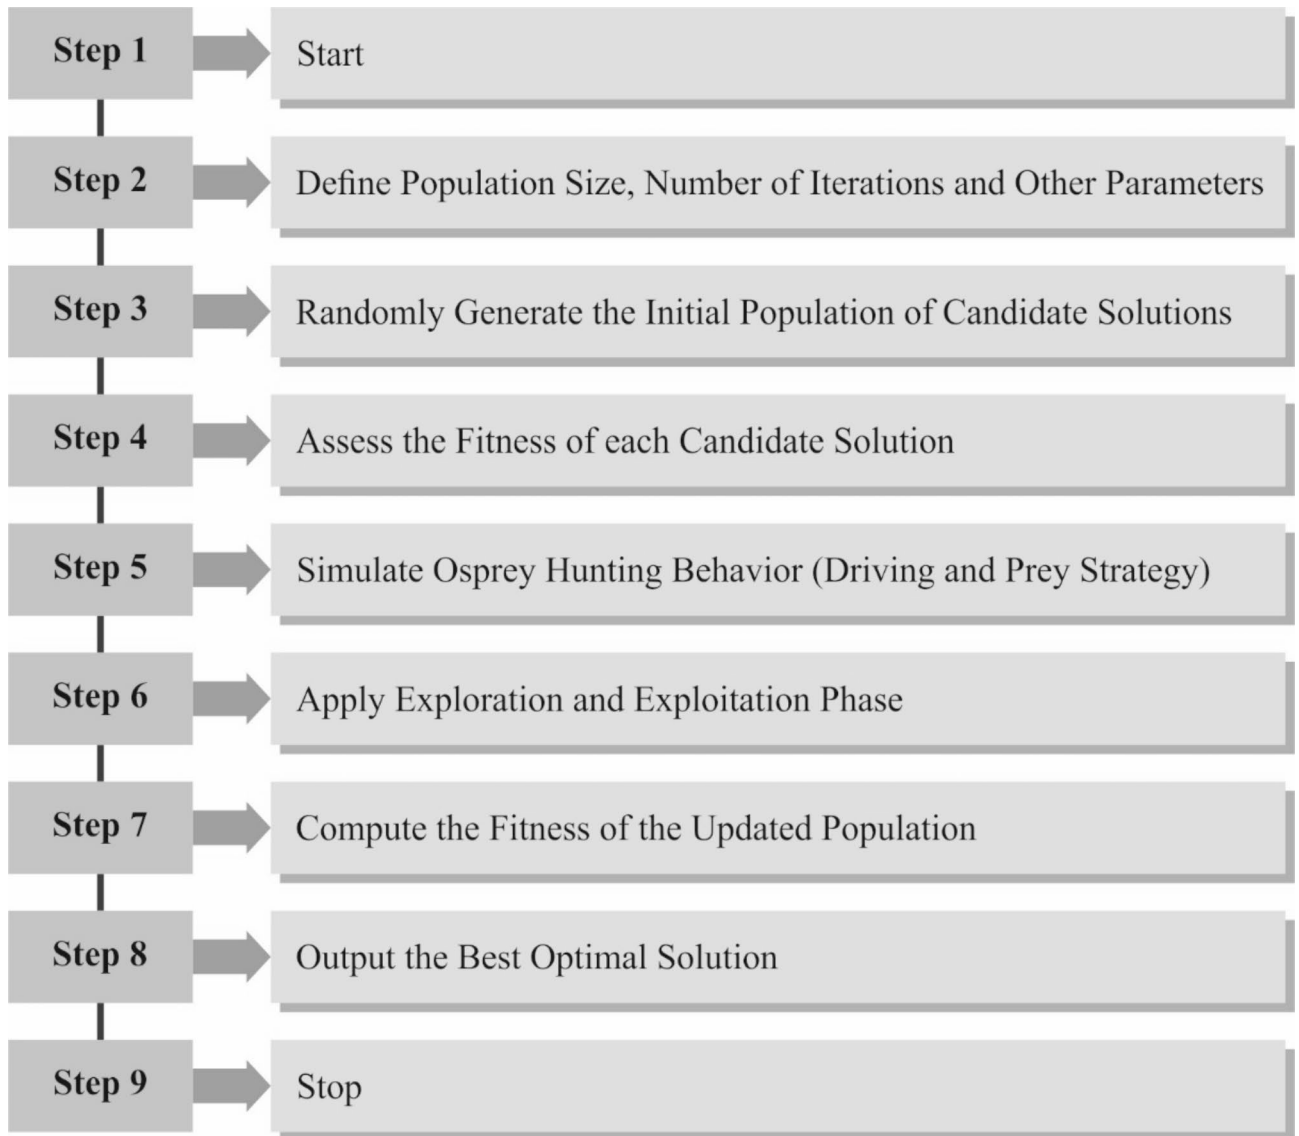 Step 1
Start
Step 2
Define Population Size, Number of Iterations and Other Parameters
Step 3
Randomly Generate the Initial Population of Candidate Solutions
Step 4
Assess the Fitness of each Candidate Solution
Step 5
Simulate Osprey Hunting Behavior (Driving and Prey Strategy)
Step 6
Apply Exploration and Exploitation Phase
Step 7
Compute the Fitness of the Updated Population
Step 8
Output the Best Optimal Solution
Step 9
Stop